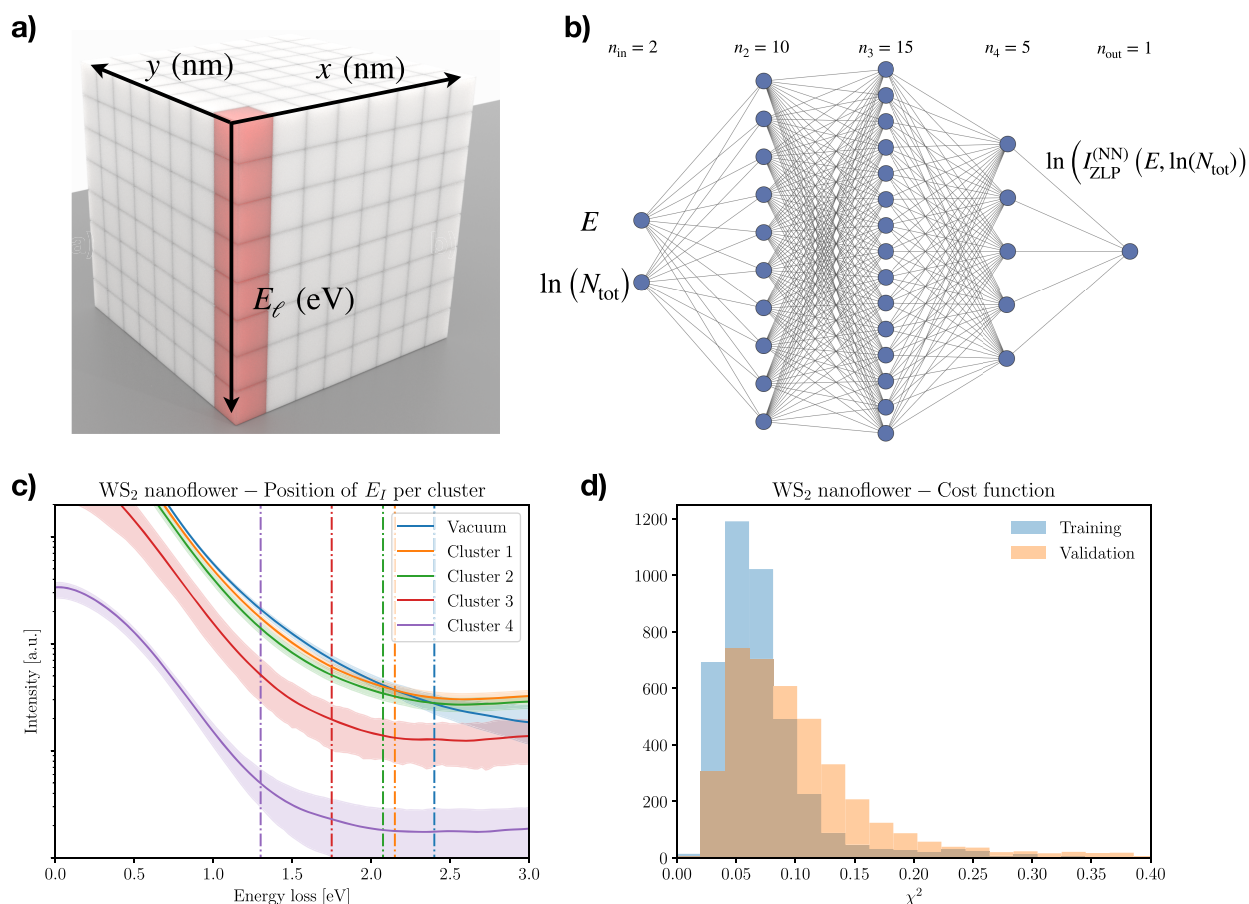 a)
y (nm)
x (nm)
E_ℓ (eV)
b)
n_in = 2
n_2 = 10
n_3 = 15
n_4 = 5
n_out = 1
E
ln (N_tot)
ln (I_ZLP^(NN) (E, ln(N_tot))
c)
WS₂ nanoflower − Position of E_I per cluster
Vacuum
Cluster 1
Cluster 2
Cluster 3
Cluster 4
Intensity [a.u.]
0.0 0.5 1.0 1.5 2.0 2.5 3.0
Energy loss [eV]
d)
WS₂ nanoflower − Cost function
Training
Validation
1200
1000
800
600
400
200
0
0.00 0.05 0.10 0.15 0.20 0.25 0.30 0.35 0.40
χ²